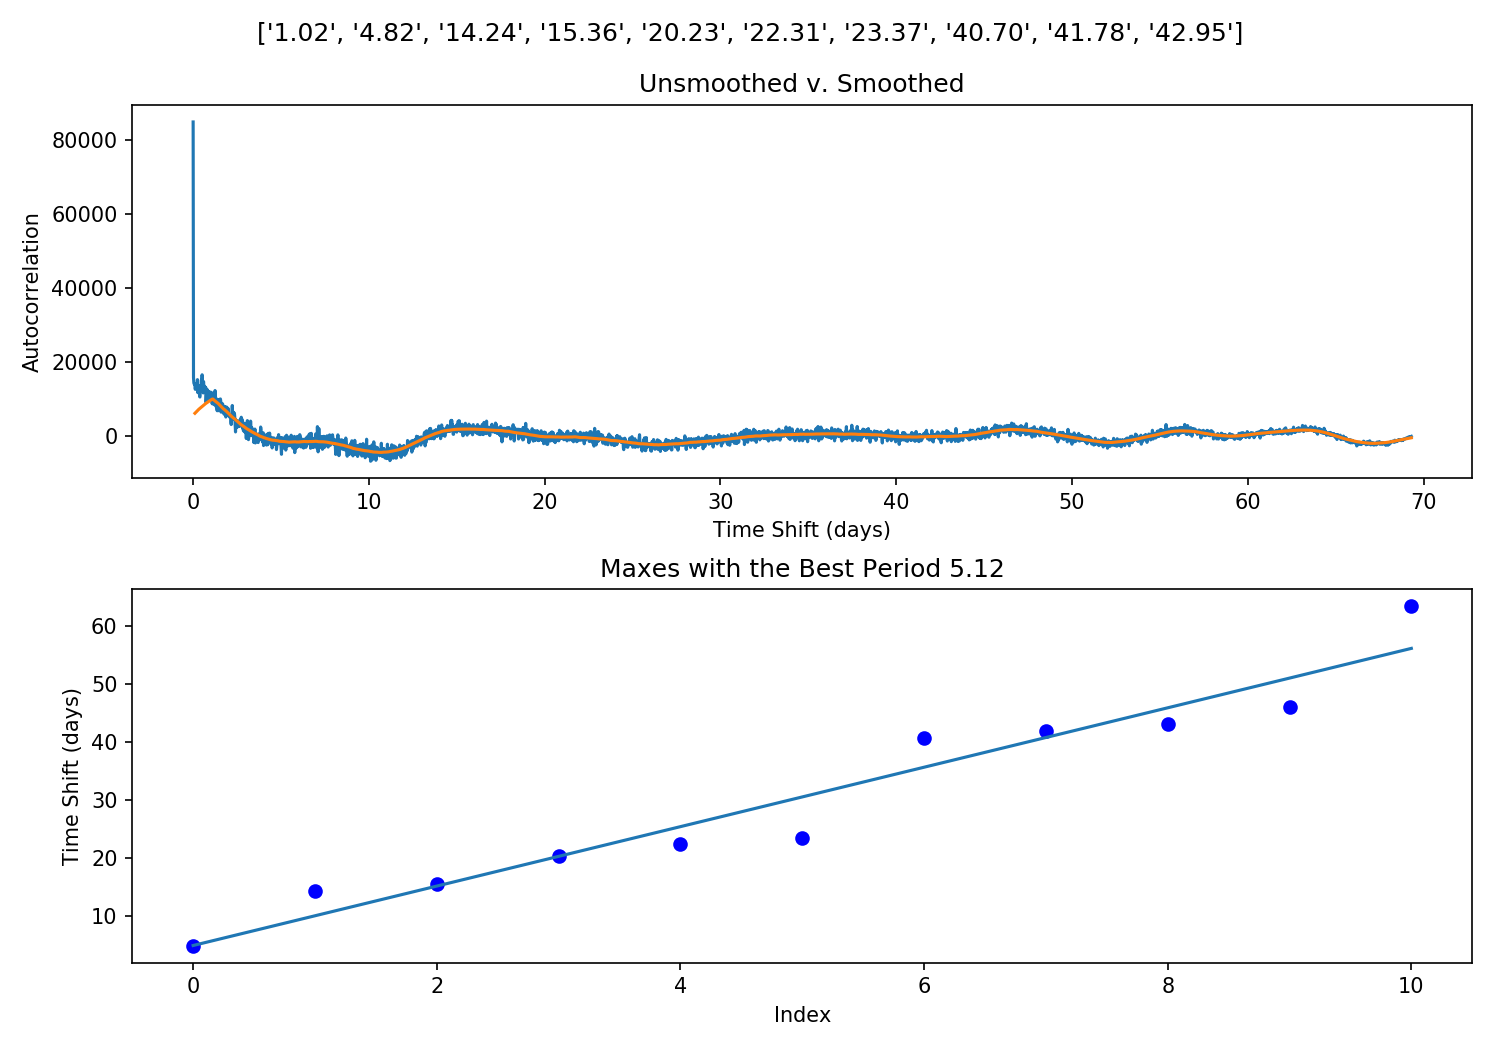 ['1.02', '4.82', '14.24', '15.36', '20.23', '22.31', '23.37', '40.70', '41.78', '42.95']
Unsmoothed v. Smoothed
80000
60000
40000
20000
0
Autocorrelation
0 10 20 30 40 50 60 70
Time Shift (days)
Maxes with the Best Period 5.12
60
50
40
30
20
10
Time Shift (days)
0 2 4 6 8 10
Index